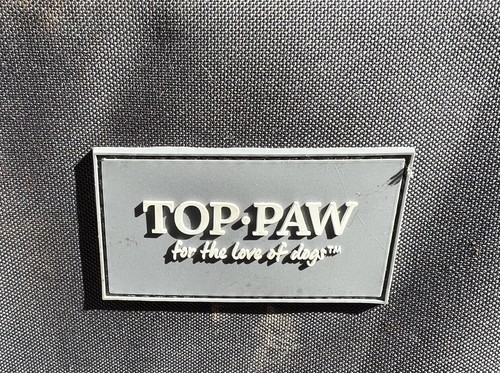 TOP·PAW
for the love of dogs™